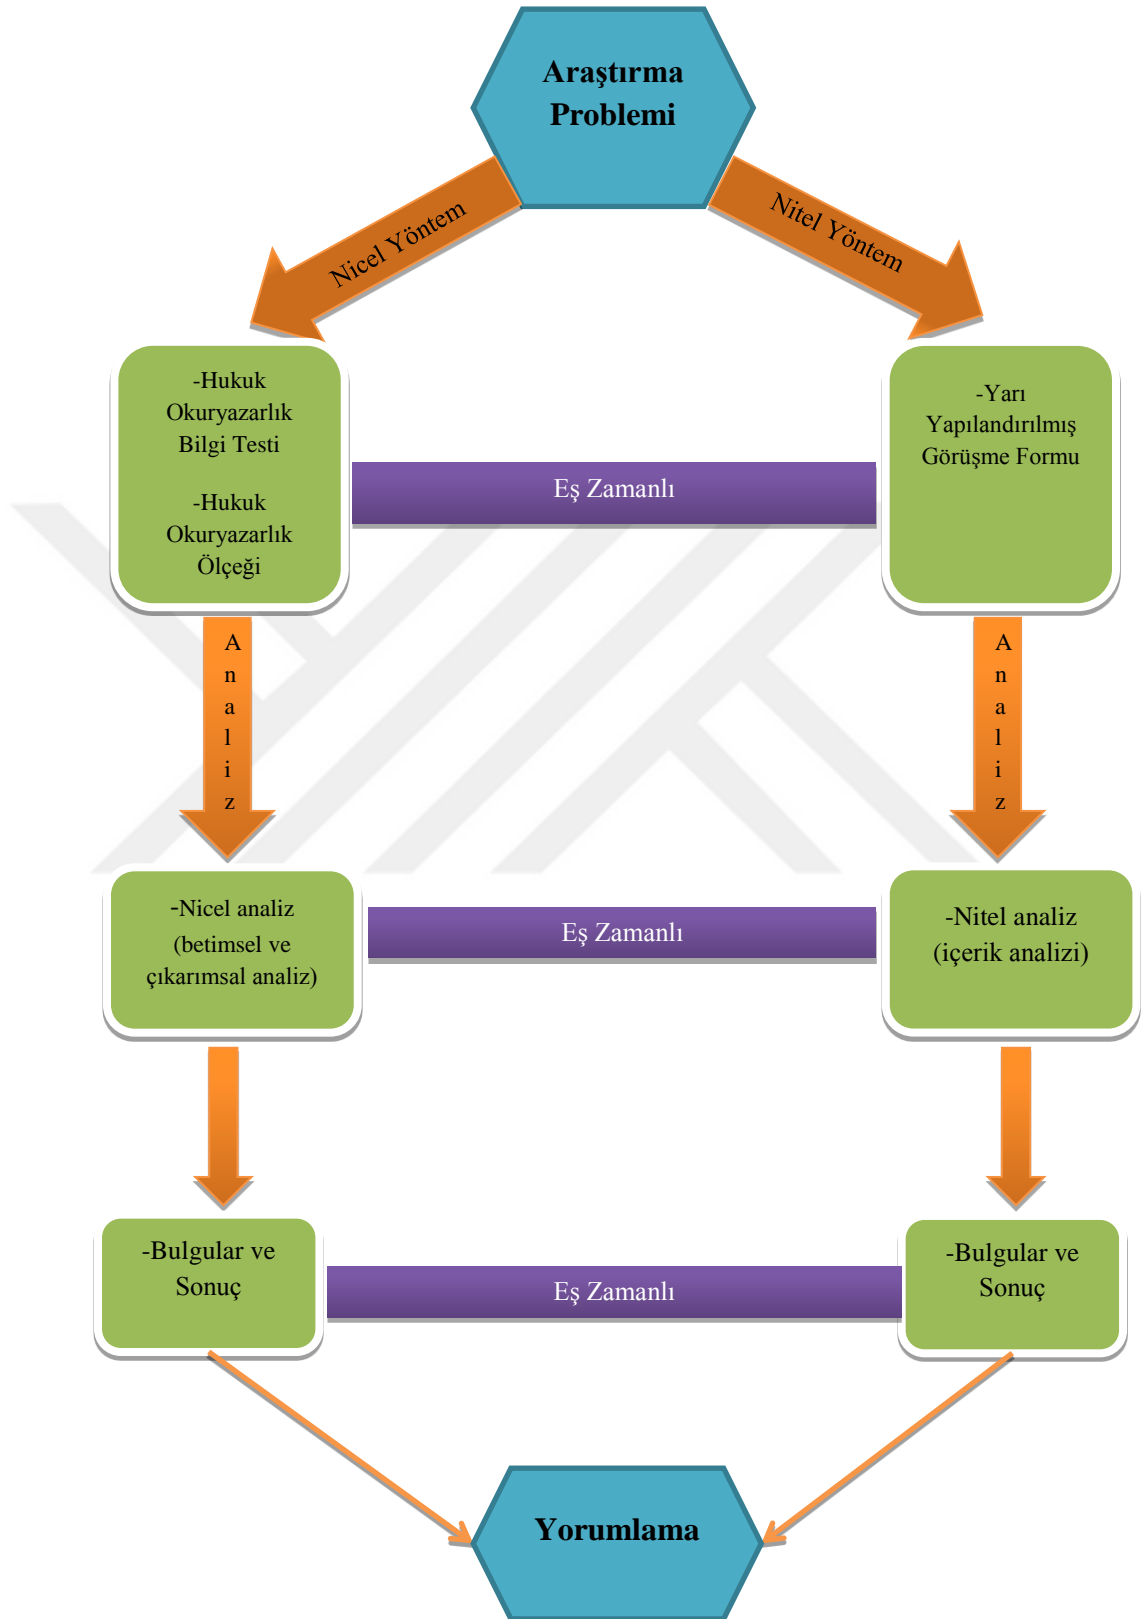 Araştırma
Problemi
Nicel Yöntem
Nitel Yöntem
-Hukuk
Okuryazarlık
Bilgi Testi
-Hukuk
Okuryazarlık
Ölçeği
Eş Zamanlı
-Yarı
Yapılandırılmış
Görüşme Formu
A
n
a
l
i
z
A
n
a
l
i
z
-Nicel analiz
(betimsel ve
çıkarımsal analiz)
Eş Zamanlı
-Nitel analiz
(içerik analizi)
-Bulgular ve
Sonuç
Eş Zamanlı
-Bulgular ve
Sonuç
Yorumlama